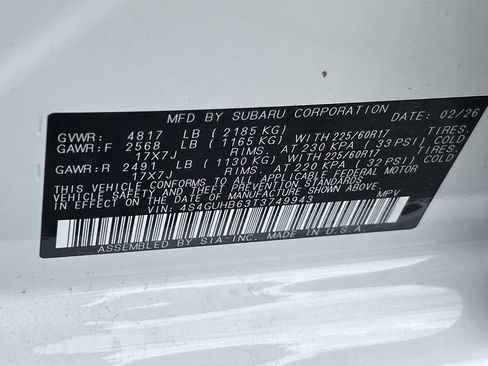 MFD BY SUBARU CORPORATION DATE 02/26
GVWR: 4817 LB (2185 KG)
GAWR:F 2568 LB (1165 KG) WITH 225/60R17 TIRES,
17X7J RIMS, AT 230 KPA (33 PSI) COLD
GAWR:R 2491 LB (1130 KG) WITH 225/60R17 TIRES,
17X7J RIMS, AT 220 KPA (32 PSI) COLD
THIS VEHICLE CONFORMS TO ALL APPLICABLE FEDERAL MOTOR
VEHICLE SAFETY STANDARDS
IN EFFECT ON THE DATE OF MANUFACTURE SHOWN ABOVE.
VIN: 4S4GUHB63T3749943 MPV
ASSEMBLED BY SIA INC. MADE IN U.S.A.